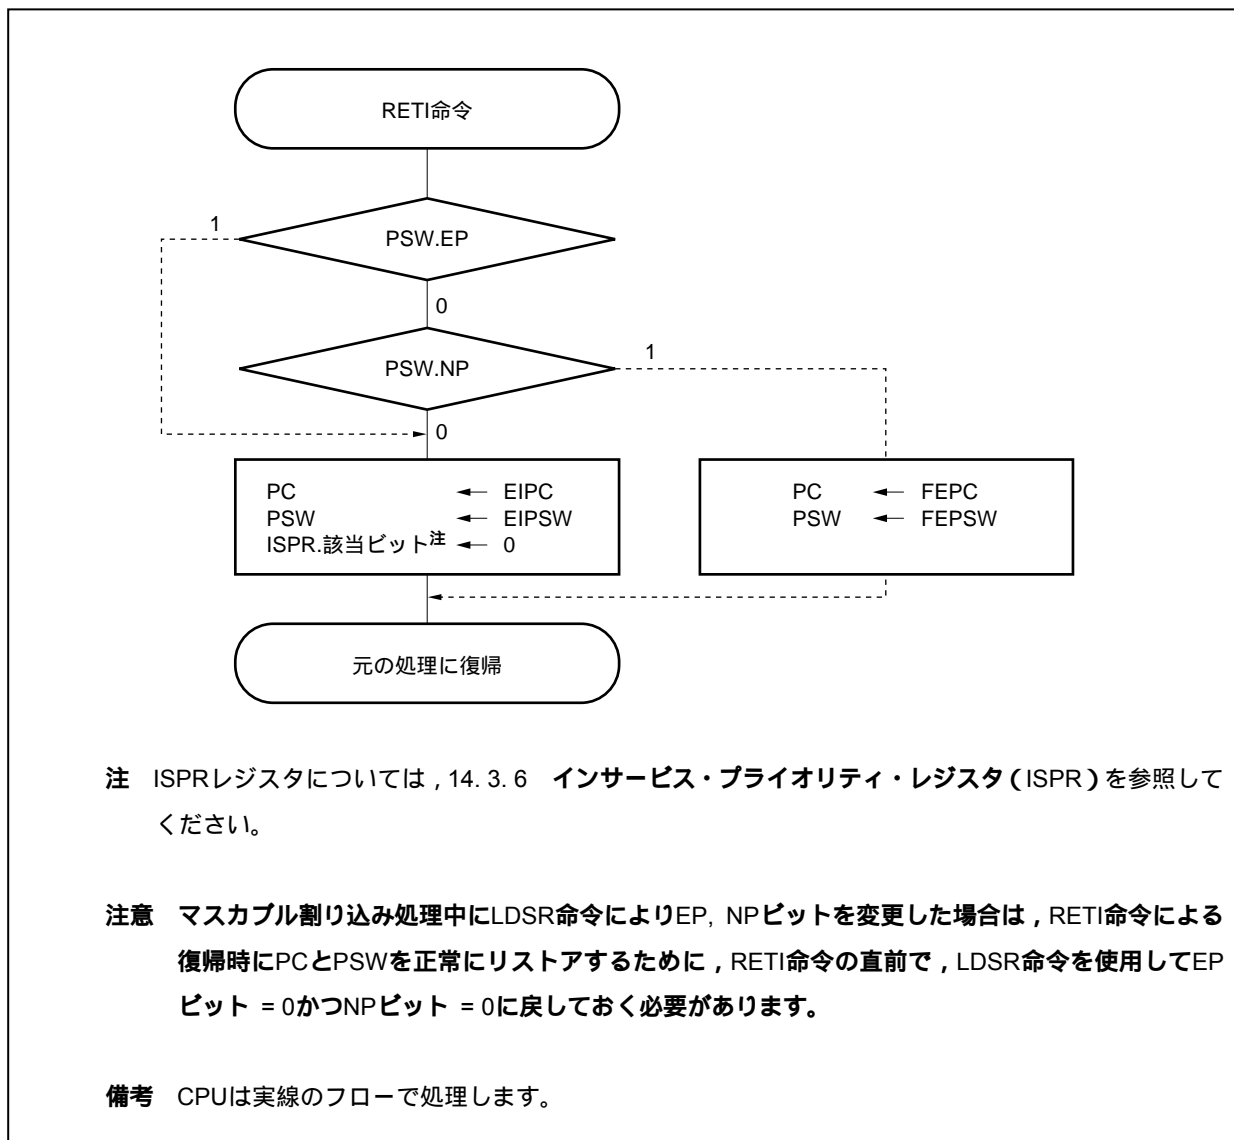 RETI命令
1
PSW.EP
0
PSW.NP
1
0
PC ← EIPC
PSW ← EIPSW
ISPR.該当ビット注 ← 0
PC ← FEPC
PSW ← FEPSW
元の処理に復帰
注 ISPRレジスタについては，14. 3. 6 インサービス・プライオリティ・レジスタ（ISPR）を参照して
ください。
注意 マスカブル割り込み処理中にLDSR命令によりEP, NPビットを変更した場合は，RETI命令による
復帰時にPCとPSWを正常にリストアするために，RETI命令の直前で，LDSR命令を使用してEP
ビット = 0かつNPビット = 0に戻しておく必要があります。
備考 CPUは実線のフローで処理します。